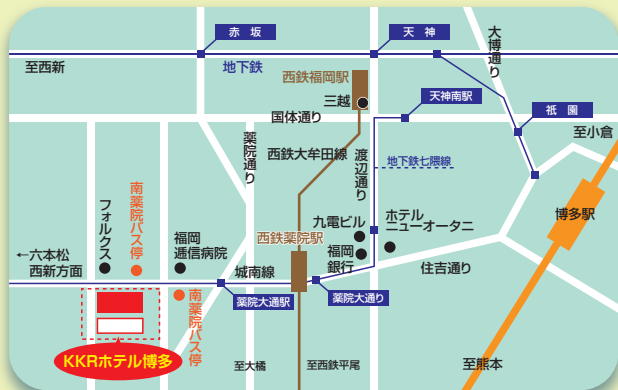 赤坂
天神
至西新
地下鉄
大博通り
西鉄福岡駅
三越
天神南駅
祇園
国体通り
至小倉
薬院通り
西鉄大牟田線
渡辺通り
地下鉄七隈線
フォルクス
南薬院バス停
九電ビル
ホテル
ニューオータニ
博多駅
←六本松
西新方面
福岡
逓信病院
西鉄薬院駅
福岡
銀行
城南線
住吉通り
薬院大通駅
薬院大通り
南薬院バス停
KKRホテル博多
至大橋
至西鉄平尾
至熊本